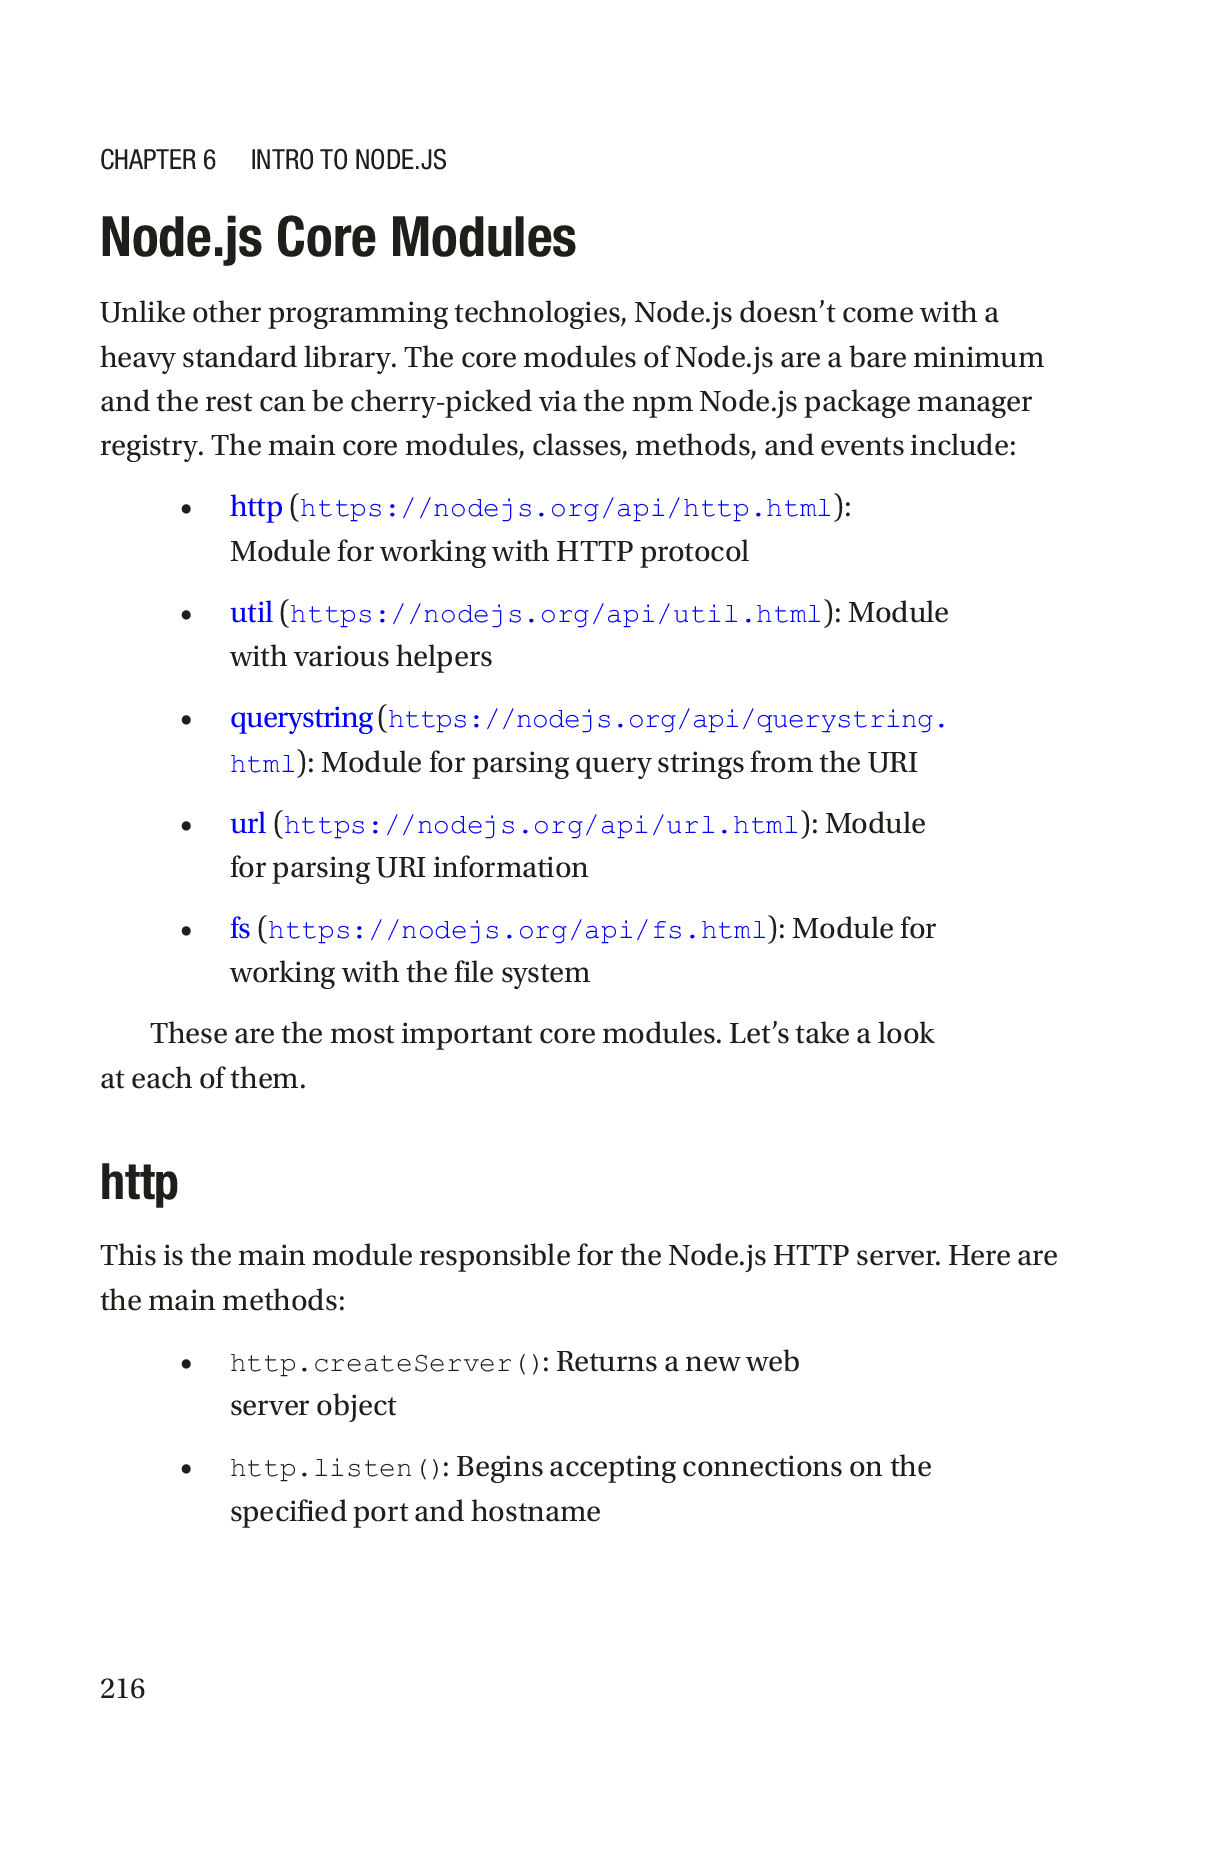 CHAPTER 6 INTRO TO NODE.JS
Node.js Core Modules
Unlike other programming technologies, Node.js doesn’t come with a
heavy standard library. The core modules of Node.js are a bare minimum
and the rest can be cherry-picked via the npm Node.js package manager
registry. The main core modules, classes, methods, and events include:
• http (https://nodejs.org/api/http.html):
Module for working with HTTP protocol
• util (https://nodejs.org/api/util.html): Module
with various helpers
• querystring (https://nodejs.org/api/querystring.
html): Module for parsing query strings from the URI
• url (https://nodejs.org/api/url.html): Module
for parsing URI information
• fs (https://nodejs.org/api/fs.html): Module for
working with the file system
These are the most important core modules. Let’s take a look
at each of them.
http
This is the main module responsible for the Node.js HTTP server. Here are
the main methods:
• http.createServer(): Returns a new web
server object
• http.listen(): Begins accepting connections on the
specified port and hostname
216